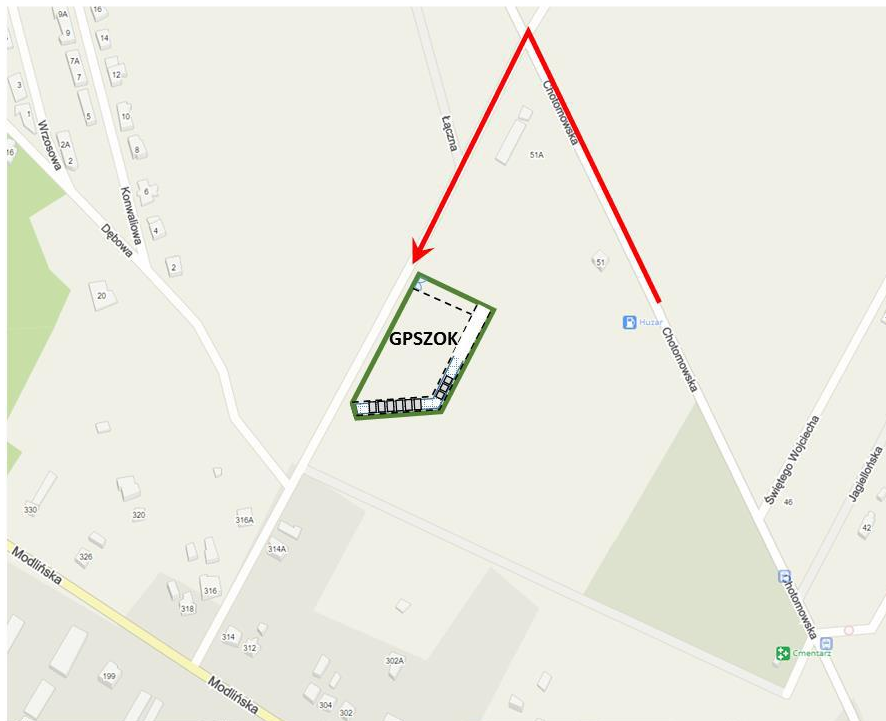 9A
9
16
14
7A
7
12
3
1
5
10
Wrzosowa
2A
2
8
16
Konwaliowa
6
4
Dębowa
2
20
Łączna
Chotomowska
51A
51
Huzar
Chotomowska
GPSZOK
Świętego Wojciecha
Jagiellońska
46
42
330
320
316A
326
314A
Modlińska
316
318
314
312
302A
199
Modlińska
304
302
Chotomowska
Cmentarz